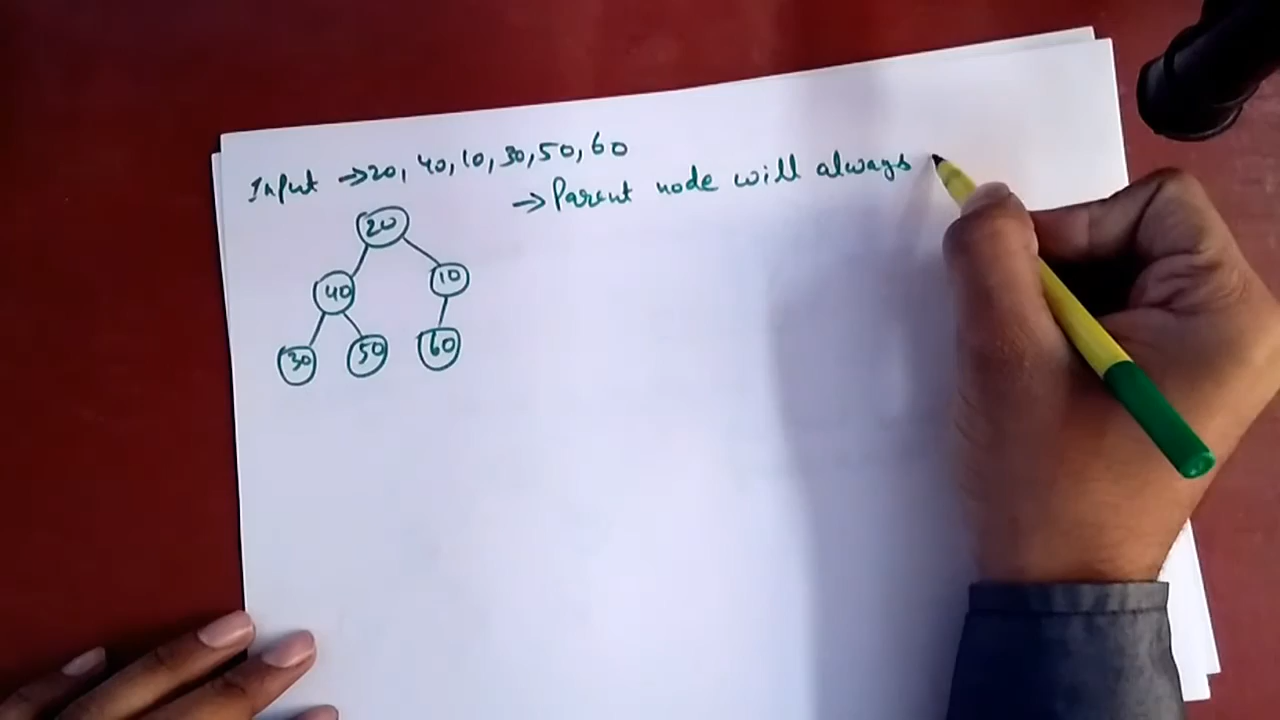 Input →20, 40, 10, 30, 50, 60
→ Parent node will always
20
40 10
30 50 60